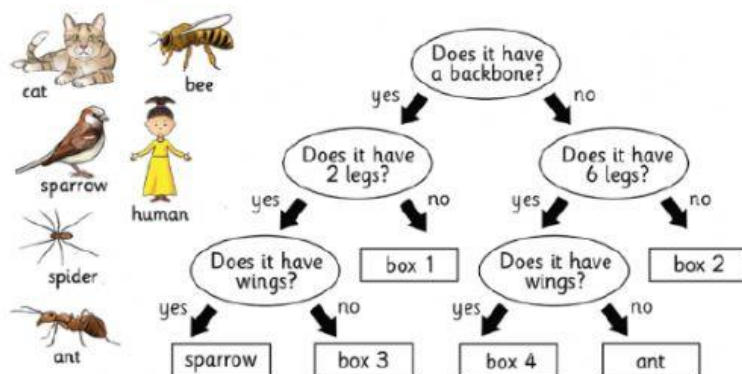 cat
bee
sparrow
human
spider
ant
Does it have
a backbone?
yes
no
Does it have
2 legs?
Does it have
6 legs?
yes
no
yes
no
Does it have
wings?
box 1
Does it have
wings?
box 2
yes
no
yes
no
sparrow
box 3
box 4
ant